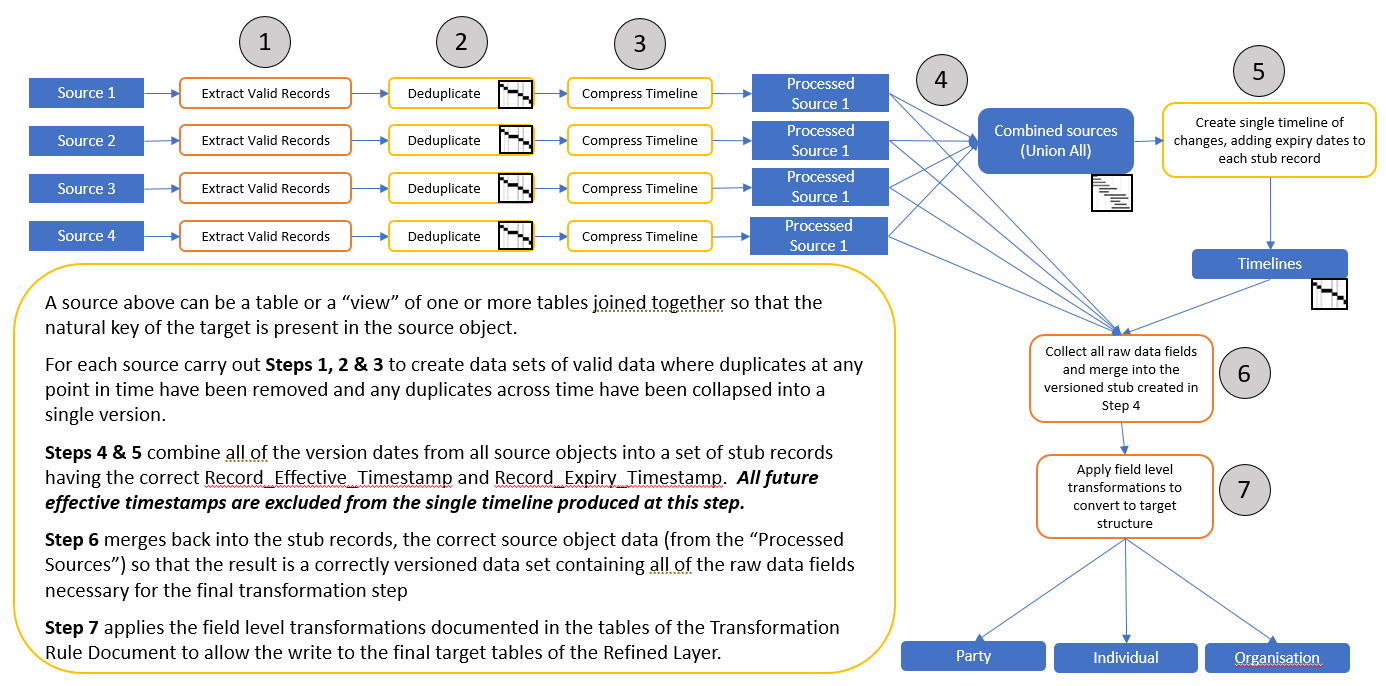 1
2
3
4
5
Source 1
Extract Valid Records
Deduplicate
Compress Timeline
Processed
Source 1
Source 2
Extract Valid Records
Deduplicate
Compress Timeline
Processed
Source 1
Source 3
Extract Valid Records
Deduplicate
Compress Timeline
Processed
Source 1
Source 4
Extract Valid Records
Deduplicate
Compress Timeline
Processed
Source 1
Combined sources
(Union All)
Create single timeline of
changes, adding expiry dates to
each stub record
Timelines
A source above can be a table or a “view” of one or more tables joined together so that the
natural key of the target is present in the source object.
For each source carry out Steps 1, 2 & 3 to create data sets of valid data where duplicates at any
point in time have been removed and any duplicates across time have been collapsed into a
single version.
Steps 4 & 5 combine all of the version dates from all source objects into a set of stub records
having the correct Record_Effective_Timestamp and Record_Expiry_Timestamp. All future
effective timestamps are excluded from the single timeline produced at this step.
Step 6 merges back into the stub records, the correct source object data (from the “Processed
Sources”) so that the result is a correctly versioned data set containing all of the raw data fields
necessary for the final transformation step
Step 7 applies the field level transformations documented in the tables of the Transformation
Rule Document to allow the write to the final target tables of the Refined Layer.
Collect all raw data fields
and merge into the
versioned stub created in
Step 4
6
Apply field level
transformations to
convert to target
structure
7
Party
Individual
Organisation